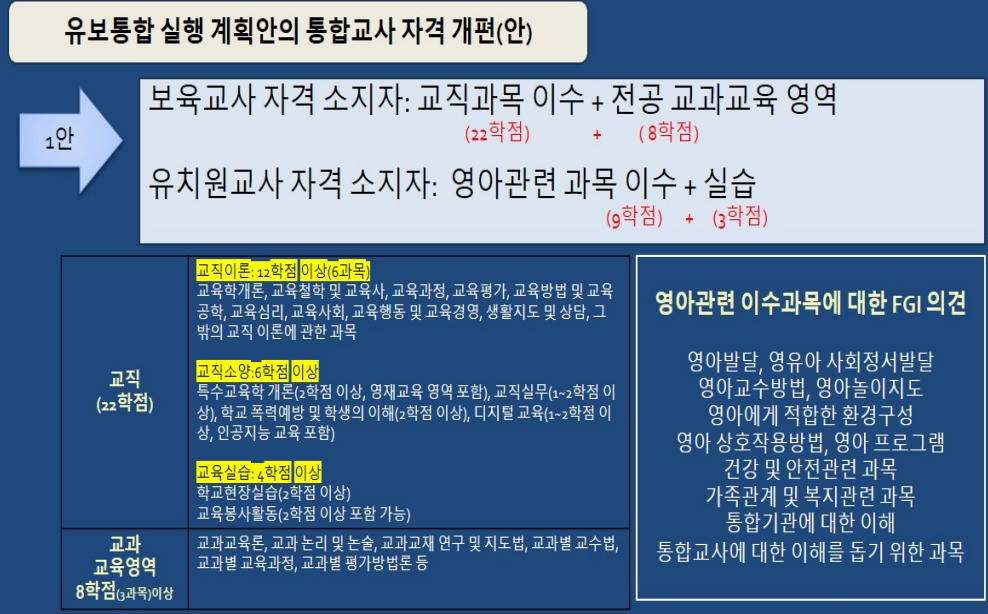 유보통합 실행 계획안의 통합교사 자격 개편(안)
1안
보육교사 자격 소지자: 교직과목 이수 + 전공 교과교육 영역
(22학점) + ( 8학점)
유치원교사 자격 소지자: 영아관련 과목 이수 + 실습
(9학점) + (3학점)
교직
(22학점)
교직이론: 12학점 이상(6과목)
교육학개론, 교육철학 및 교육사, 교육과정, 교육평가, 교육방법 및 교육
공학, 교육심리, 교육사회, 교육행동 및 교육경영, 생활지도 및 상담, 그
밖의 교직 이론에 관한 과목
교직소양:6학점 이상
특수교육학 개론(2학점 이상, 영재교육 영역 포함), 교직실무(1~2학점 이
상), 학교 폭력예방 및 학생의 이해(2학점 이상), 디지털 교육(1~2학점 이
상, 인공지능 교육 포함)
교육실습: 4학점 이상
학교현장실습(2학점 이상)
교육봉사활동(2학점 이상 포함 가능)
교과
교육영역
8학점(3과목)이상
교과교육론, 교과 논리 및 논술, 교과교재 연구 및 지도법, 교과별 교수법,
교과별 교육과정, 교과별 평가방법론 등
영아관련 이수과목에 대한 FGI 의견
영아발달, 영유아 사회정서발달
영아교수방법, 영아놀이지도
영아에게 적합한 환경구성
영아 상호작용방법, 영아 프로그램
건강 및 안전관련 과목
가족관계 및 복지관련 과목
통합기관에 대한 이해
통합교사에 대한 이해를 돕기 위한 과목